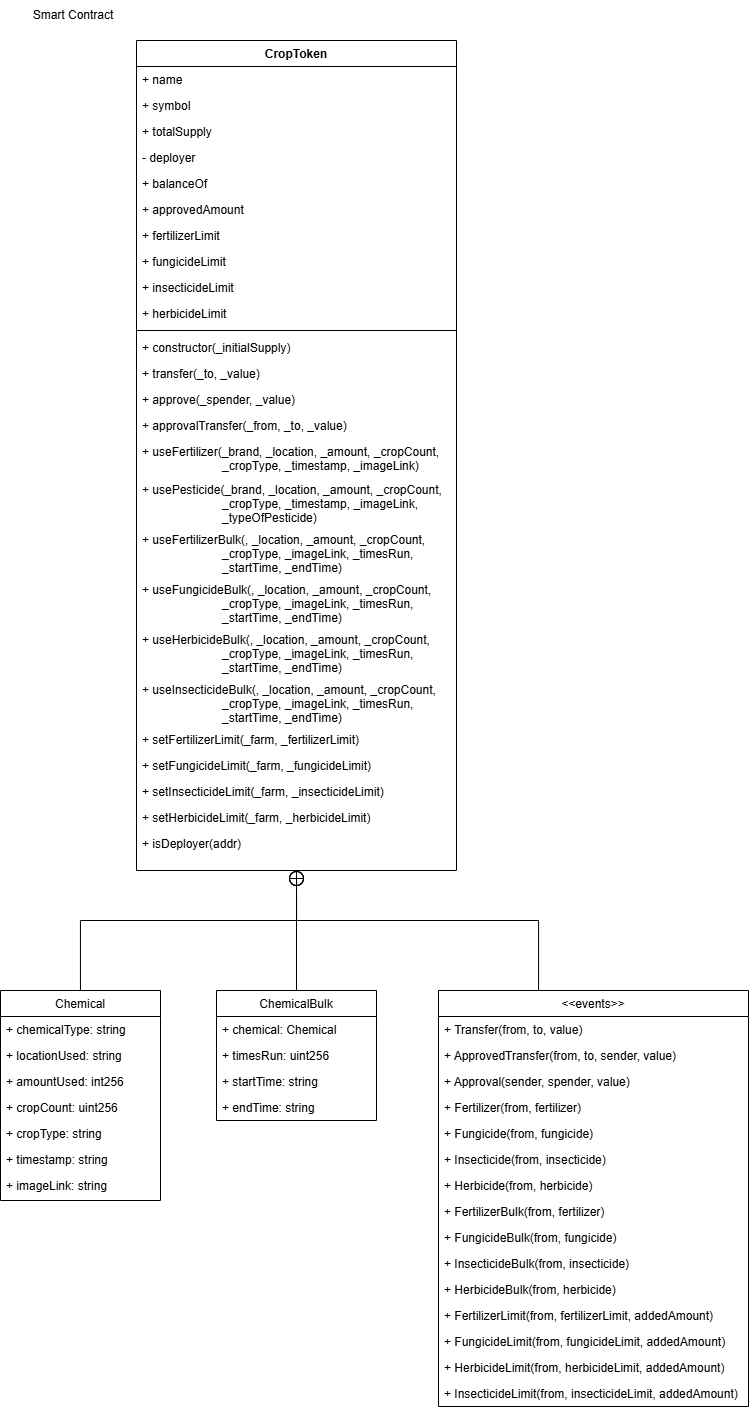 Smart Contract
CropToken
+ name
+ symbol
+ totalSupply
- deployer
+ balanceOf
+ approvedAmount
+ fertilizerLimit
+ fungicideLimit
+ insecticideLimit
+ herbicideLimit
+ constructor(_initialSupply)
+ transfer(_to, _value)
+ approve(_spender, _value)
+ approvalTransfer(_from, _to, _value)
+ useFertilizer(_brand, _location, _amount, _cropCount,
_cropType, _timestamp, _imageLink)
+ usePesticide(_brand, _location, _amount, _cropCount,
_cropType, _timestamp, _imageLink,
_typeOfPesticide)
+ useFertilizerBulk(, _location, _amount, _cropCount,
_cropType, _imageLink, _timesRun,
_startTime, _endTime)
+ useFungicideBulk(, _location, _amount, _cropCount,
_cropType, _imageLink, _timesRun,
_startTime, _endTime)
+ useHerbicideBulk(, _location, _amount, _cropCount,
_cropType, _imageLink, _timesRun,
_startTime, _endTime)
+ useInsecticideBulk(, _location, _amount, _cropCount,
_cropType, _imageLink, _timesRun,
_startTime, _endTime)
+ setFertilizerLimit(_farm, _fertilizerLimit)
+ setFungicideLimit(_farm, _fungicideLimit)
+ setInsecticideLimit(_farm, _insecticideLimit)
+ setHerbicideLimit(_farm, _herbicideLimit)
+ isDeployer(addr)
Chemical
+ chemicalType: string
+ locationUsed: string
+ amountUsed: int256
+ cropCount: uint256
+ cropType: string
+ timestamp: string
+ imageLink: string
ChemicalBulk
+ chemical: Chemical
+ timesRun: uint256
+ startTime: string
+ endTime: string
<<events>>
+ Transfer(from, to, value)
+ ApprovedTransfer(from, to, sender, value)
+ Approval(sender, spender, value)
+ Fertilizer(from, fertilizer)
+ Fungicide(from, fungicide)
+ Insecticide(from, insecticide)
+ Herbicide(from, herbicide)
+ FertilizerBulk(from, fertilizer)
+ FungicideBulk(from, fungicide)
+ InsecticideBulk(from, insecticide)
+ HerbicideBulk(from, herbicide)
+ FertilizerLimit(from, fertilizerLimit, addedAmount)
+ FungicideLimit(from, fungicideLimit, addedAmount)
+ HerbicideLimit(from, herbicideLimit, addedAmount)
+ InsecticideLimit(from, insecticideLimit, addedAmount)